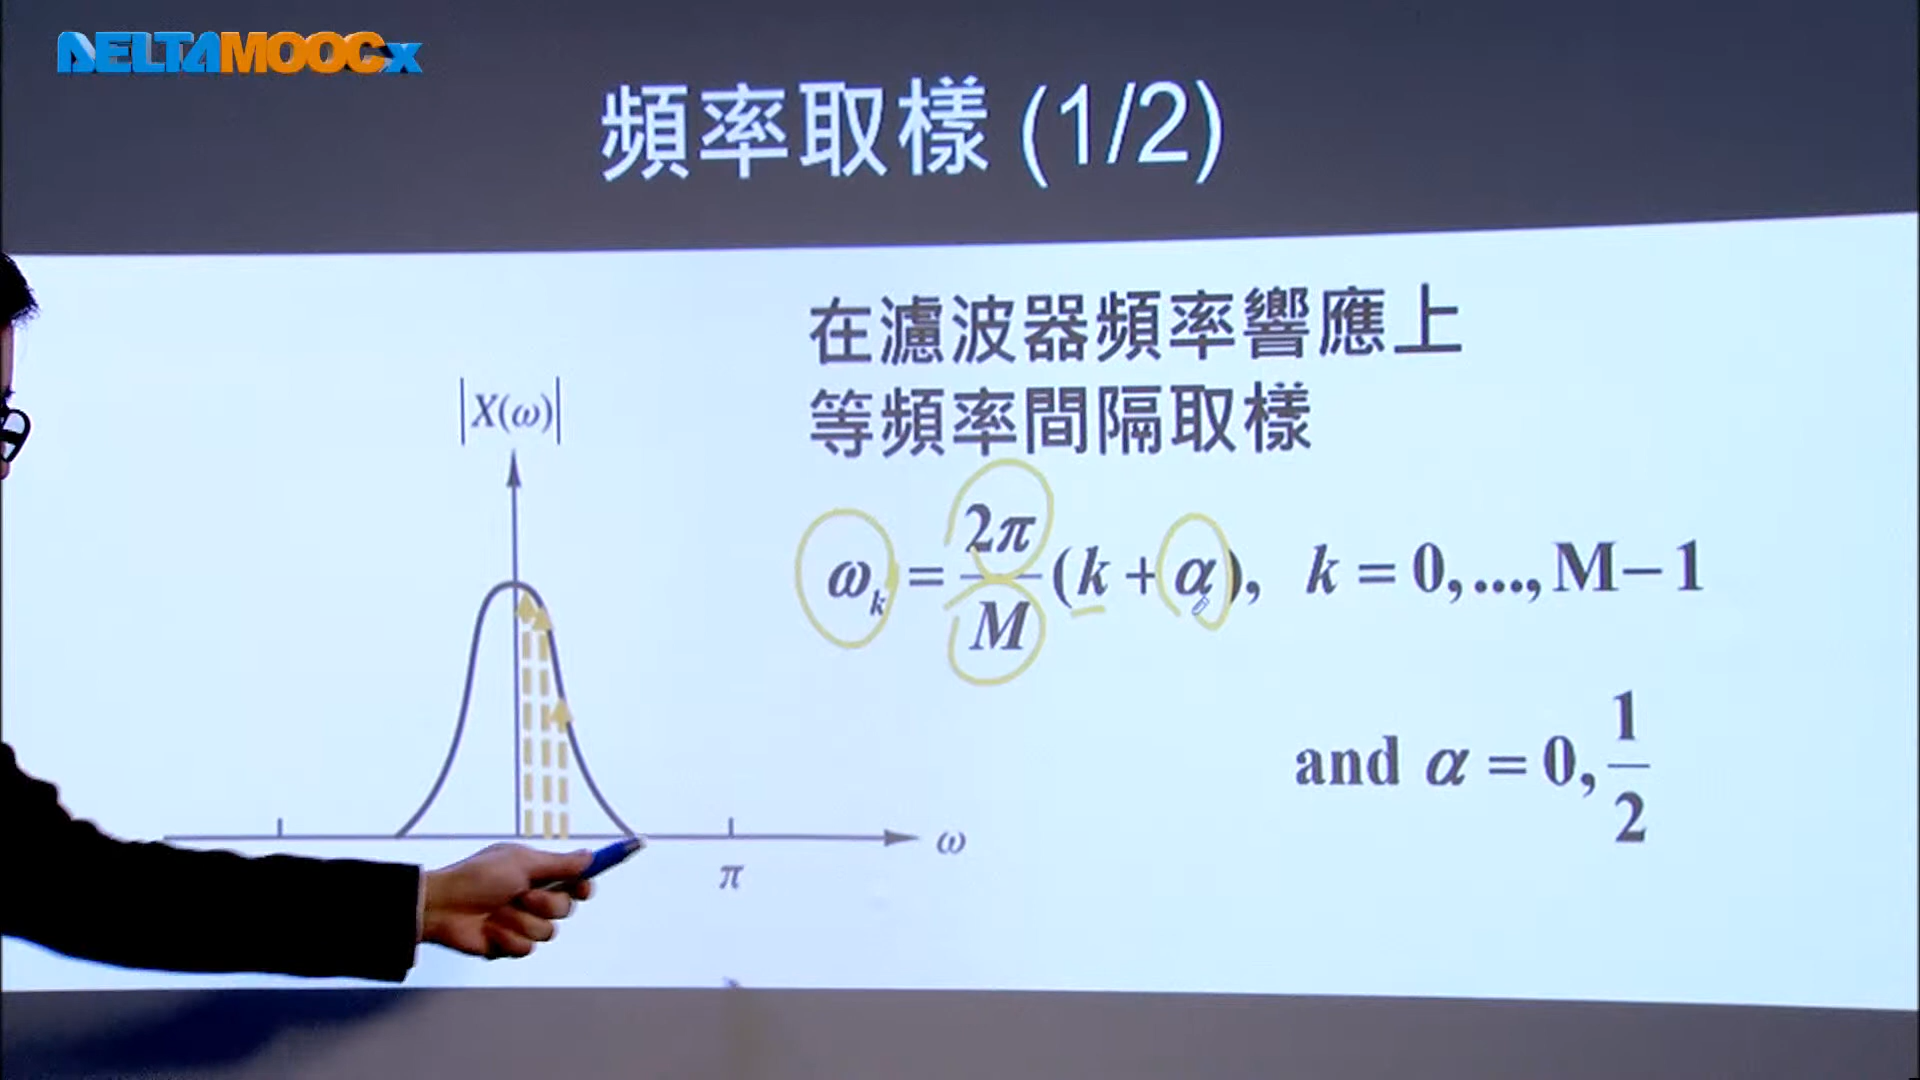 DELTAMOOCx
頻率取樣 (1/2)
在濾波器頻率響應上
等頻率間隔取樣
|X(ω)|
ω_k = 2π/M (k + α), k = 0,...., M−1
and α = 0, 1/2
ω
π